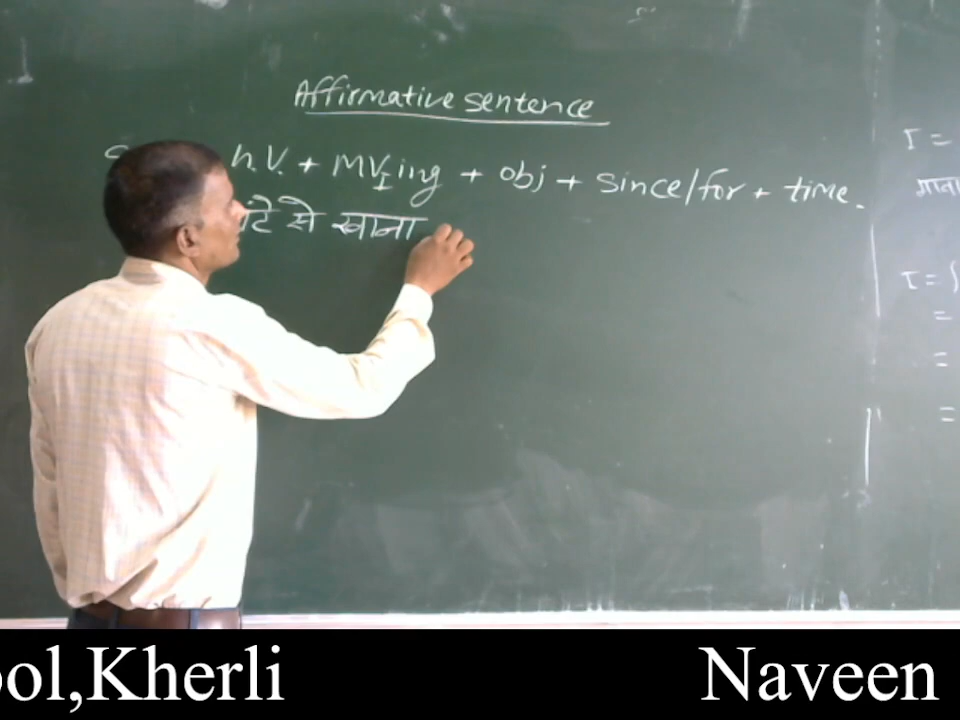 Affirmative sentence
h.V. + MVIing + obj + since/for + time.
से खाना
I =
I =
=
=
=
ool,Kherli
Naveen